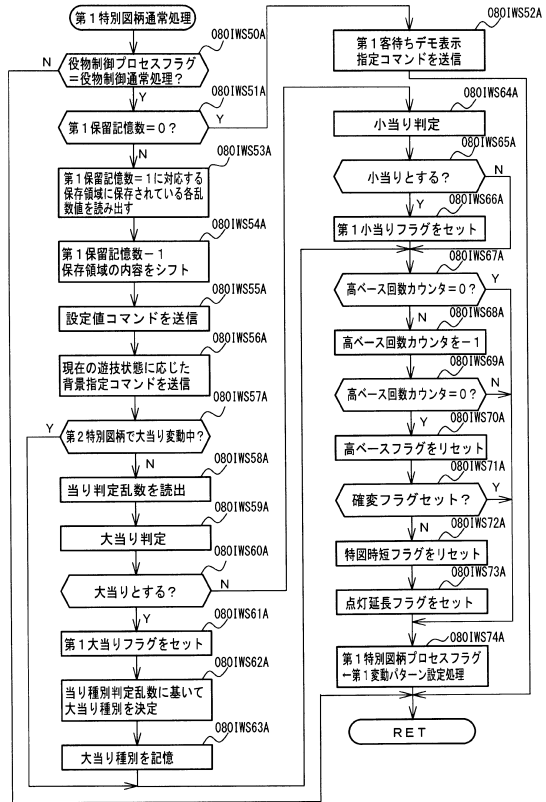 第１特別図柄通常処理
080IWS50A
N
役物制御プロセスフラグ
＝役物制御通常処理？
Y
080IWS51A
第１保留記憶数＝０？
Y
N
080IWS53A
第１保留記憶数＝１に対応する
保存領域に保存されている各乱
数値を読み出す
080IWS54A
第１保留記憶数－１
保存領域の内容をシフト
080IWS55A
設定値コマンドを送信
080IWS56A
現在の遊技状態に応じた
背景指定コマンドを送信
080IWS57A
Y
第２特別図柄で大当り変動中？
N
080IWS58A
当り判定乱数を読出
080IWS59A
大当り判定
080IWS60A
大当りとする？
N
Y
080IWS61A
第１大当りフラグをセット
080IWS62A
当り種別判定乱数に基いて
大当り種別を決定
080IWS63A
大当り種別を記憶
080IWS52A
第１客待ちデモ表示
指定コマンドを送信
080IWS64A
小当り判定
080IWS65A
小当りとする？
N
Y
080IWS66A
第１小当りフラグをセット
080IWS67A
高ベース回数カウンタ＝０？
Y
N
080IWS68A
高ベース回数カウンタを－１
080IWS69A
高ベース回数カウンタ＝０？
N
Y
080IWS70A
高ベースフラグをリセット
080IWS71A
確変フラグセット？
Y
N
080IWS72A
特図時短フラグをリセット
080IWS73A
点灯延長フラグをセット
080IWS74A
第１特別図柄プロセスフラグ
←第１変動パターン設定処理
RET